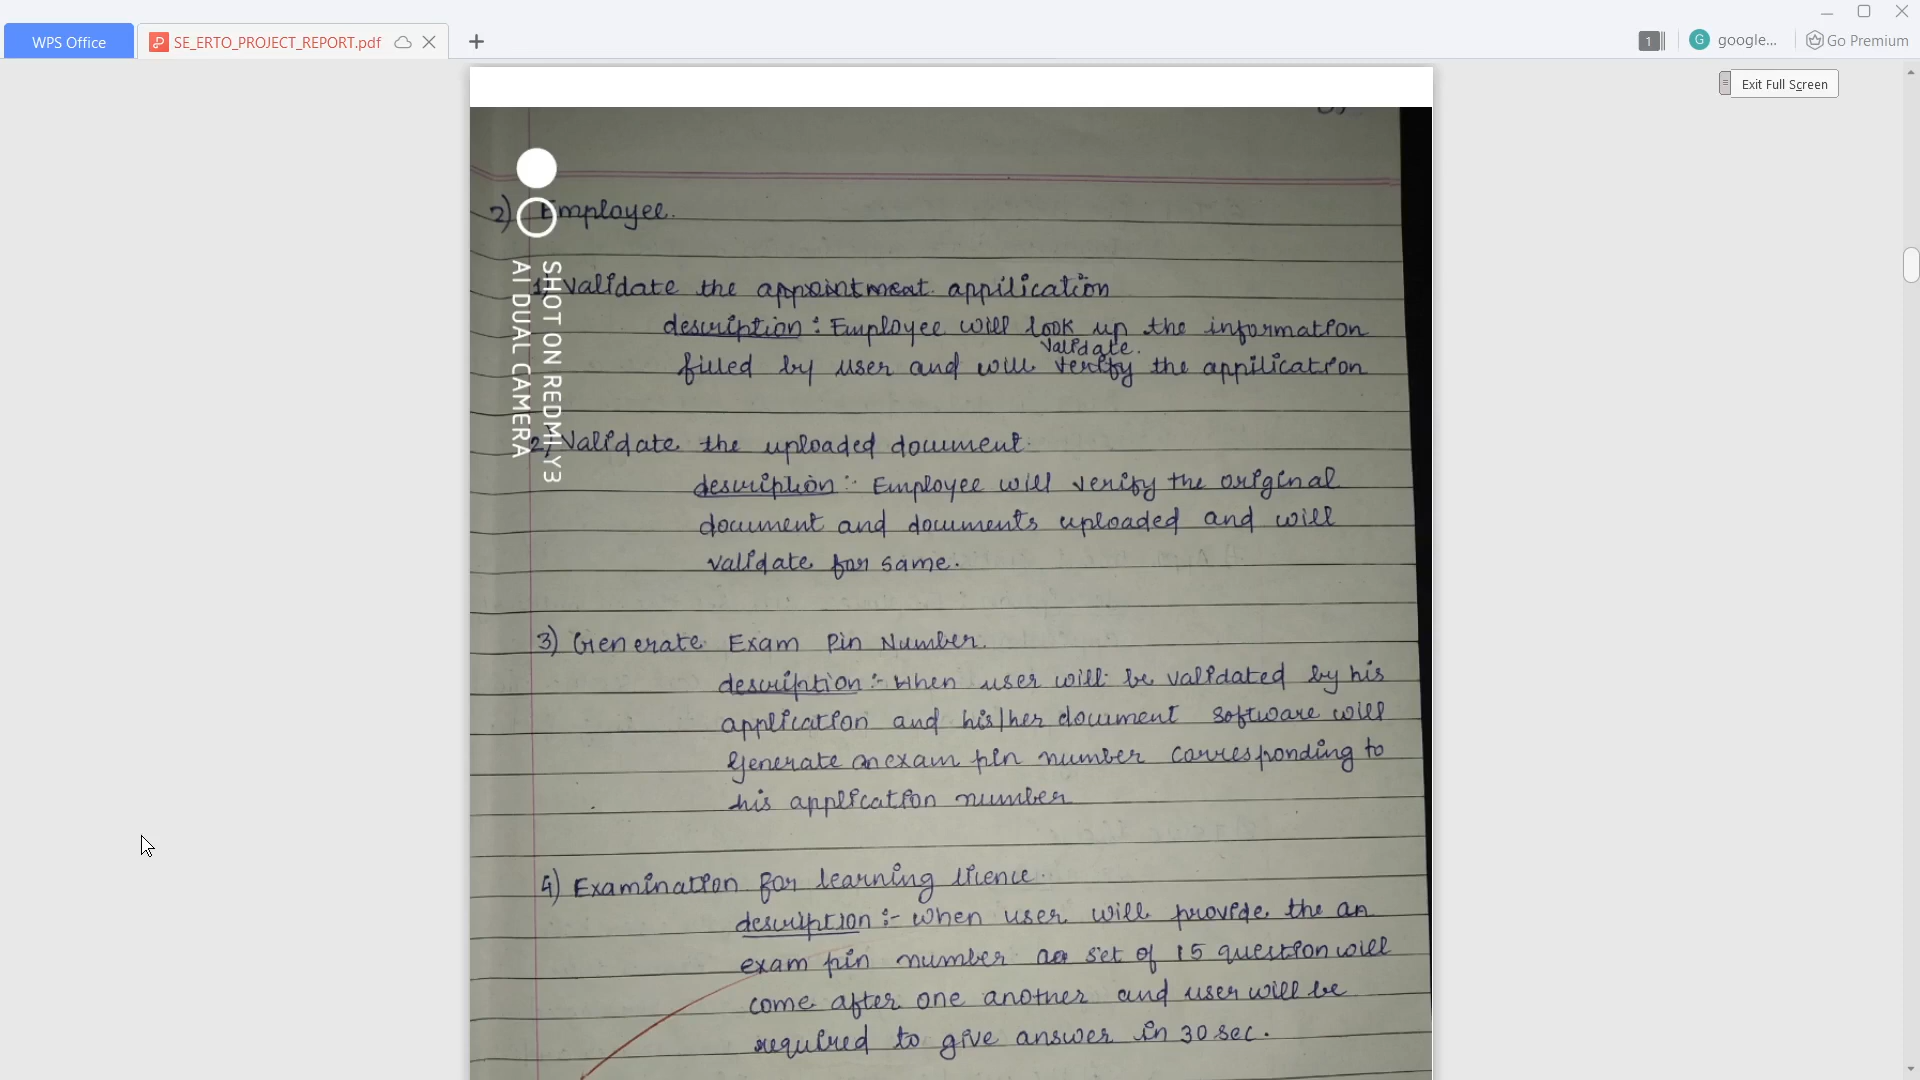 WPS Office
SE_ERTO_PROJECT_REPORT.pdf
1
G google...
Go Premium
Exit Full Screen
2) Employee.
1) Validate the appointment appilication
description : Employee will look up the information
validate.
filled by user and will verify the appilication
2) Validate the uploaded document.
description :- Employee will verify the original
document and documents uploaded and will
validate for same.
3) Generate Exam Pin Number.
description :- When user will be validated by his
application and his/her document software will
generate an exam pin number corresponding to
his application number
4) Examination for learning licence.
description :- When user will provide the an
exam pin number a set of 15 question will
come after one another and user will be
required to give answer in 30 sec.
SHOT ON REDMI Y3
AI DUAL CAMERA